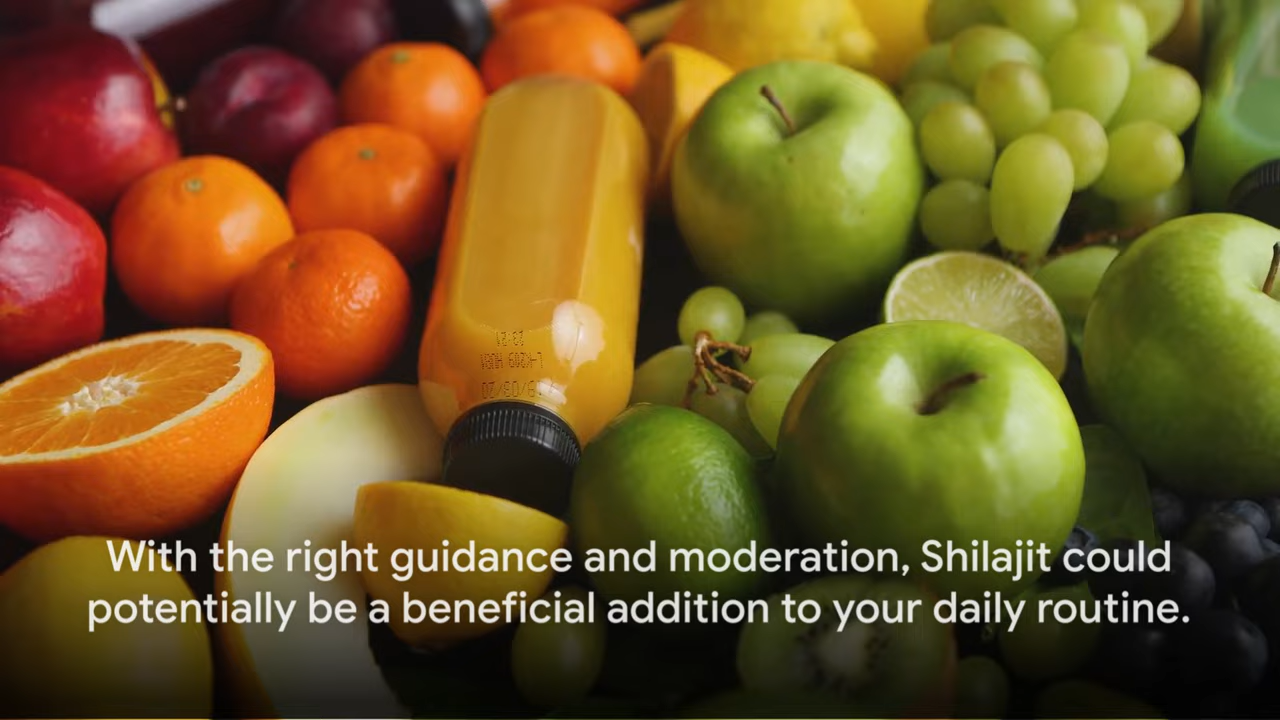 With the right guidance and moderation, Shilajit could
potentially be a beneficial addition to your daily routine.